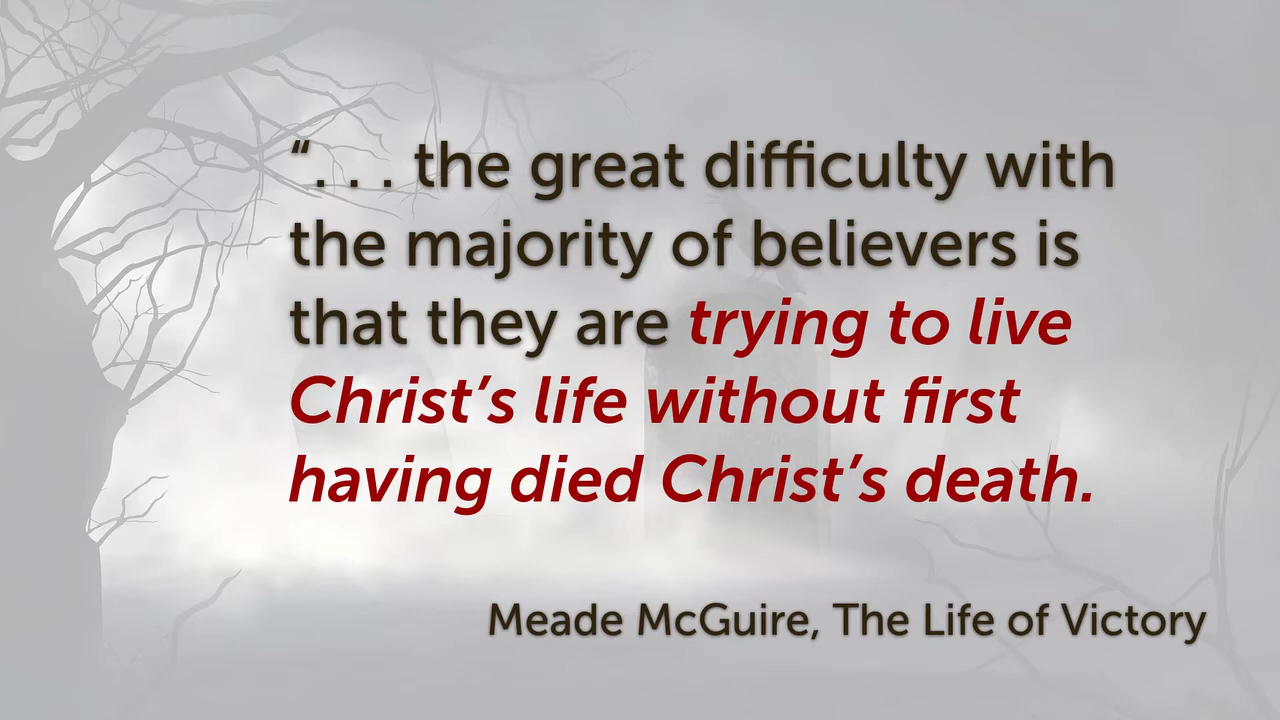 “. . . the great difficulty with
the majority of believers is
that they are trying to live
Christ’s life without first
having died Christ’s death.
Meade McGuire, The Life of Victory